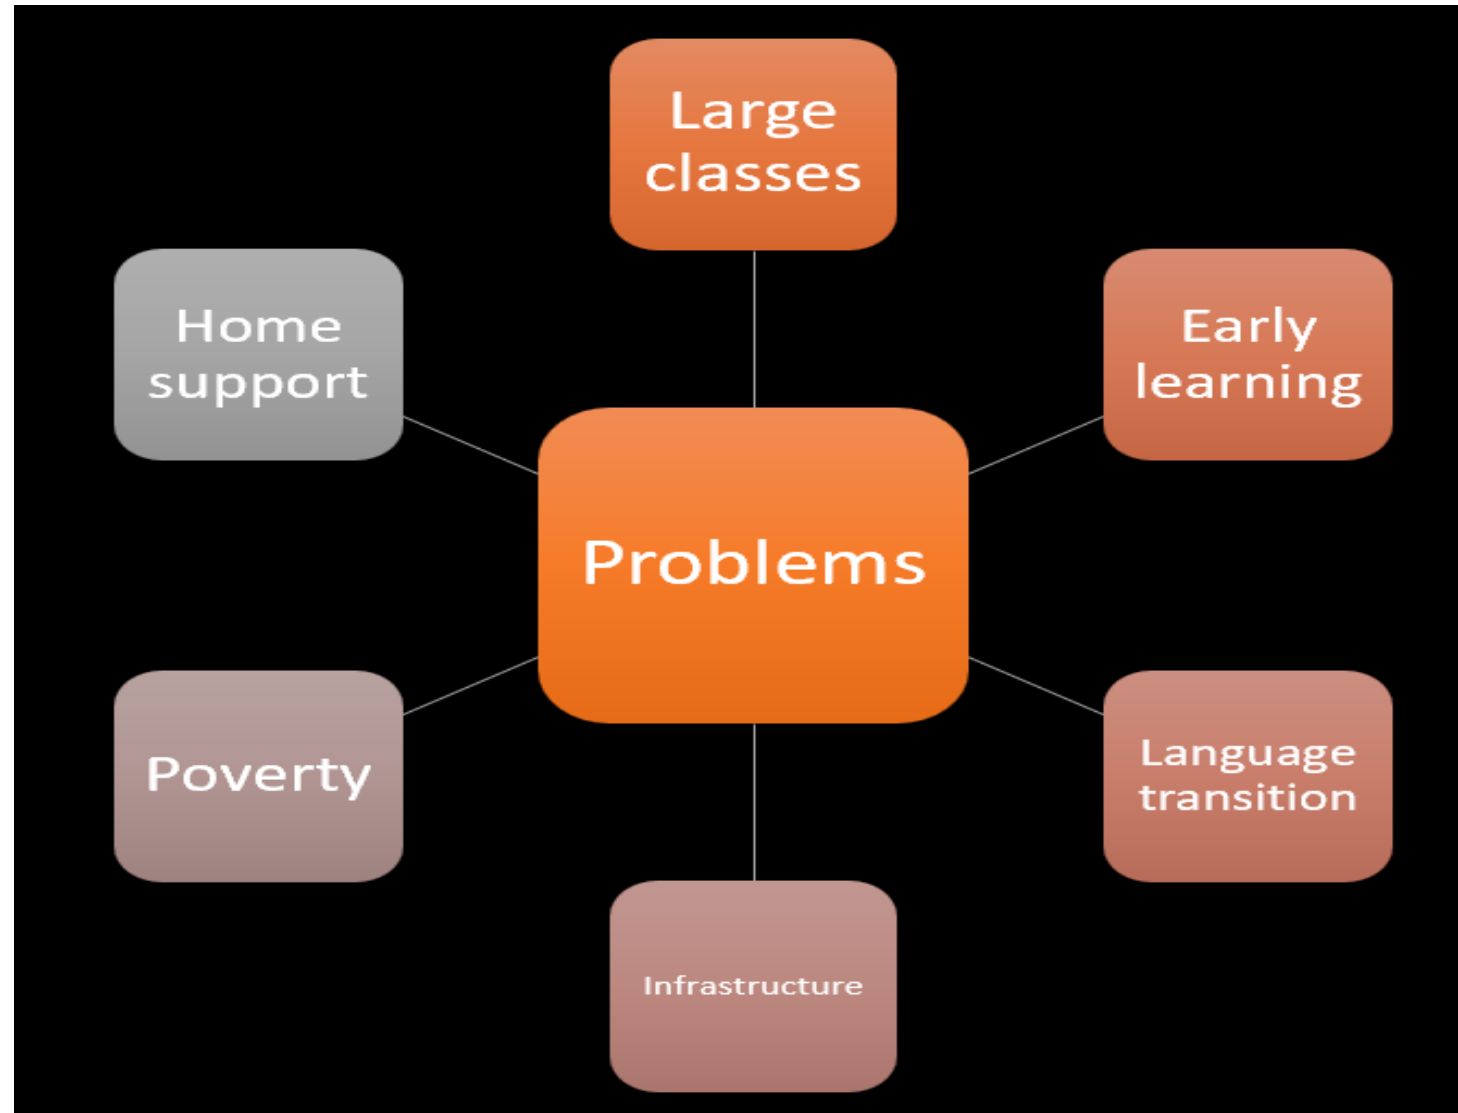 Large
classes
Home
support
Early
learning
Problems
Poverty
Language
transition
Infrastructure